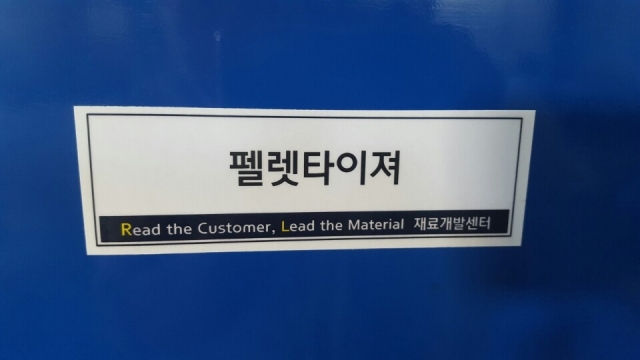 펠렛타이져
Read the Customer, Lead the Material 재료개발센터